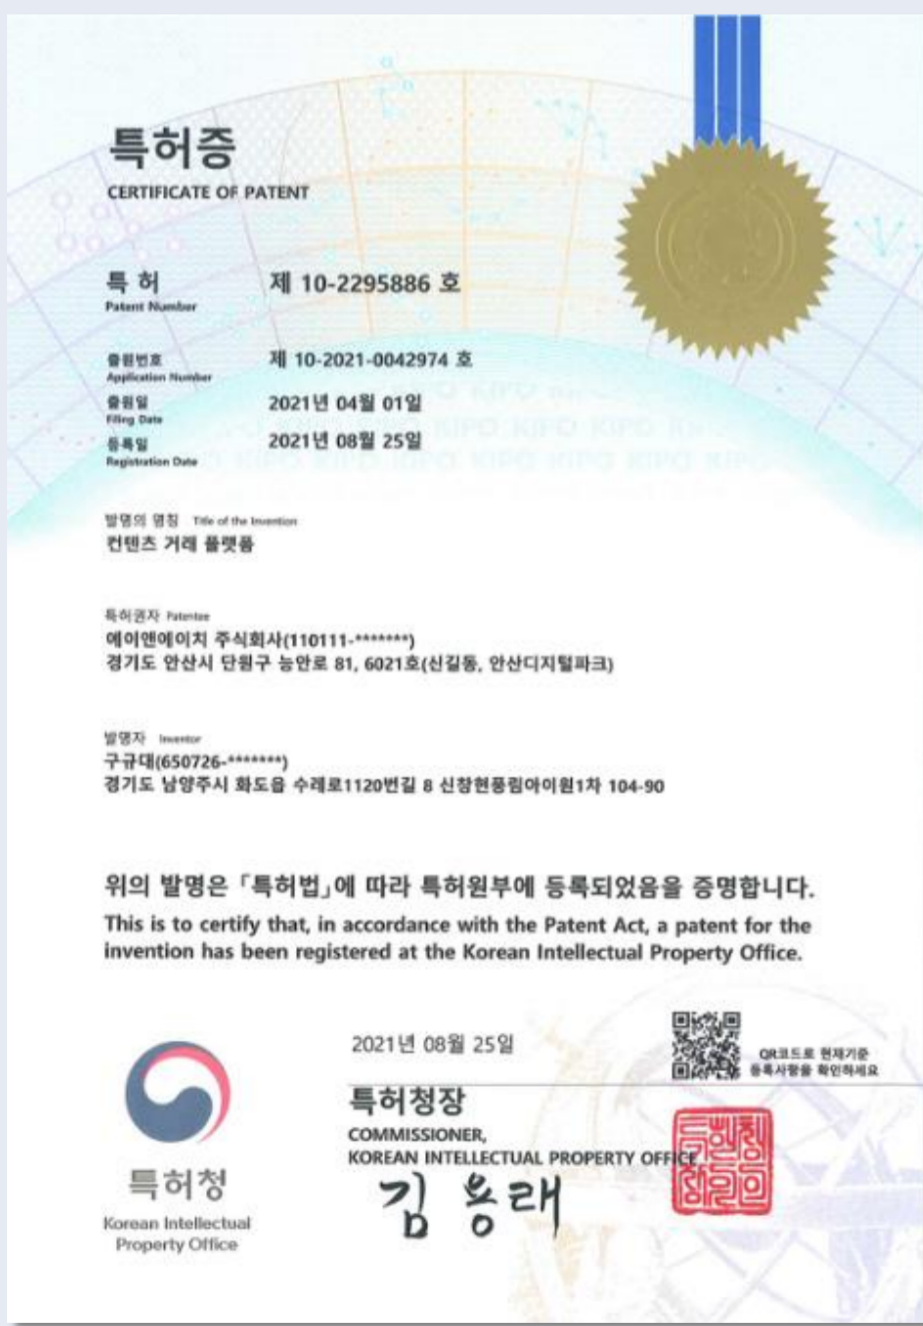 특허증
CERTIFICATE OF PATENT
특 허 제 10-2295886 호
Patent Number
출원번호 제 10-2021-0042974 호
Application Number
출원일 2021년 04월 01일
Filing Date
등록일 2021년 08월 25일
Registration Date
발명의 명칭 Title of the Invention
컨텐츠 거래 플랫폼
특허권자 Patentee
에이앤에이치 주식회사(110111-*******)
경기도 안산시 단원구 능안로 81, 6021호(신길동, 안산디지털파크)
발명자 Inventor
구규대(650726-*******)
경기도 남양주시 화도읍 수레로1120번길 8 신창현풍림아이원1차 104-90
위의 발명은 「특허법」에 따라 특허원부에 등록되었음을 증명합니다.
This is to certify that, in accordance with the Patent Act, a patent for the
invention has been registered at the Korean Intellectual Property Office.
2021년 08월 25일
QR코드로 현재기준
등록사항을 확인하세요
특허청장
COMMISSIONER,
KOREAN INTELLECTUAL PROPERTY OFFICE
김용래
특허청
Korean Intellectual
Property Office